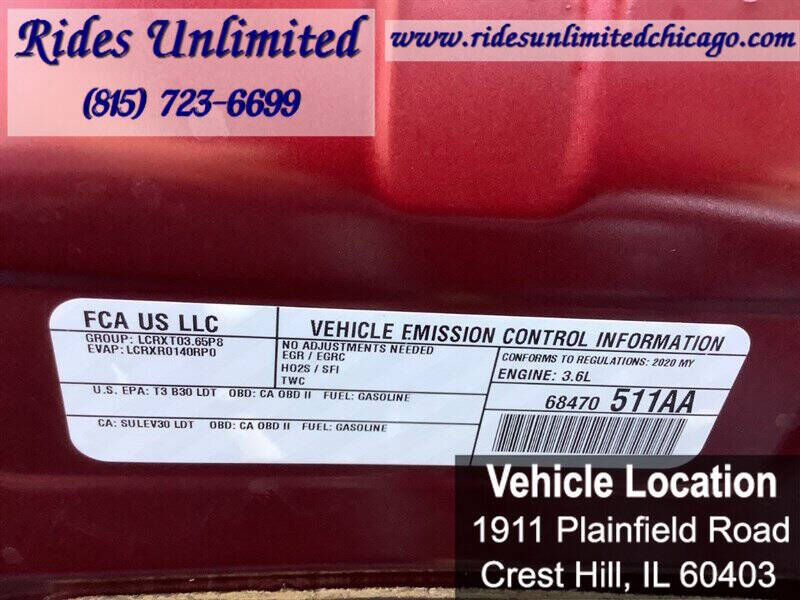 Rides Unlimited
(815) 723-6699
www.ridesunlimitedchicago.com
FCA US LLC
GROUP: LCRXT03.65P8
EVAP: LCRXR0140RP0
VEHICLE EMISSION CONTROL INFORMATION
NO ADJUSTMENTS NEEDED
EGR / EGRC
HO2S / SFI
TWC
CONFORMS TO REGULATIONS: 2020 MY
ENGINE: 3.6L
U.S. EPA: T3 B30 LDT OBD: CA OBD II FUEL: GASOLINE
68470 511AA
CA: SULEV30 LDT OBD: CA OBD II FUEL: GASOLINE
Vehicle Location
1911 Plainfield Road
Crest Hill, IL 60403